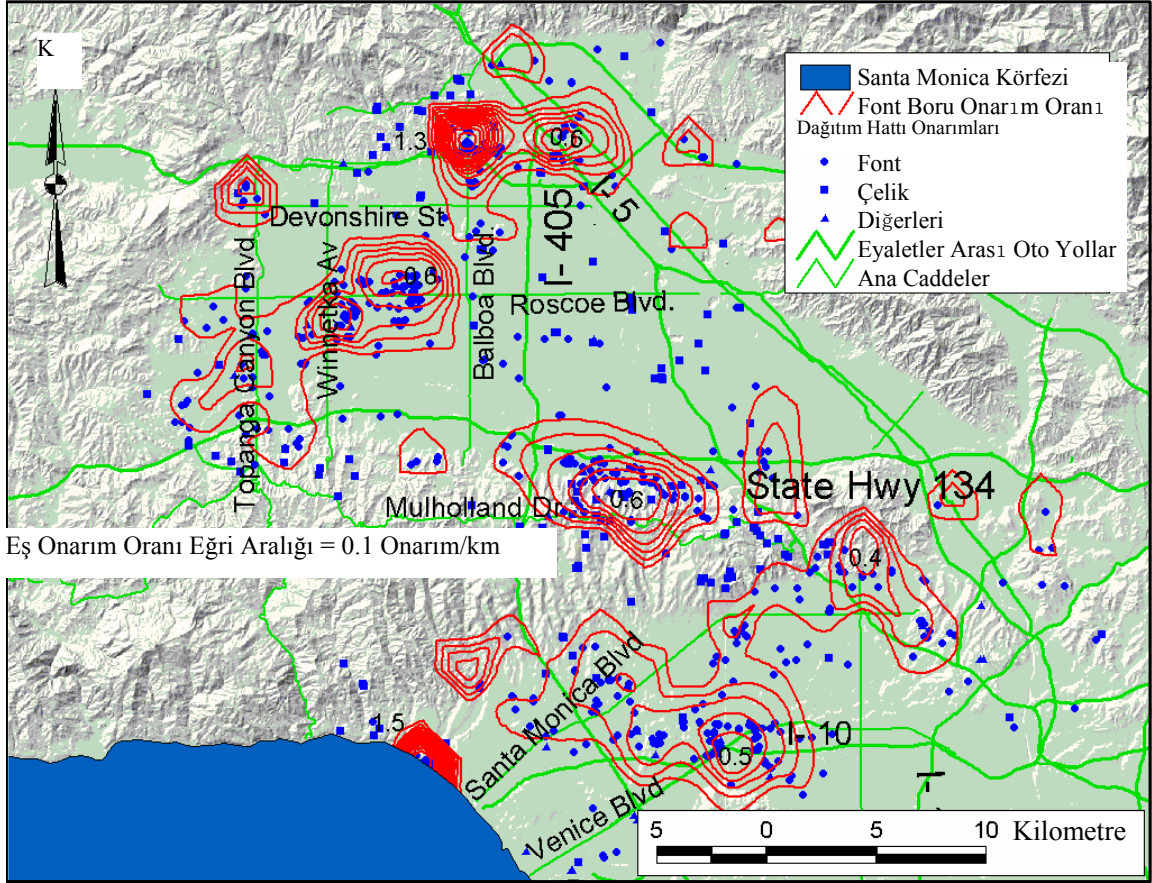 K
Santa Monica Körfezi
Font Boru Onarım Oranı
Dağıtım Hattı Onarımları
Font
Çelik
Diğerleri
Eyaletler Arası Oto Yollar
Ana Caddeler
1.3
0.6
I- 5
I- 405
Devonshire St
0.6
Topanga Canyon Blvd
Winnetka Av
Balboa Blvd.
Roscoe Blvd.
Mulholland Dr.
0.6
State Hwy 134
Eş Onarım Oranı Eğri Aralığı = 0.1 Onarım/km
0.4
1.5
Santa Monica Blvd
I- 10
0.5
Venice Blvd
5 0 5 10 Kilometre